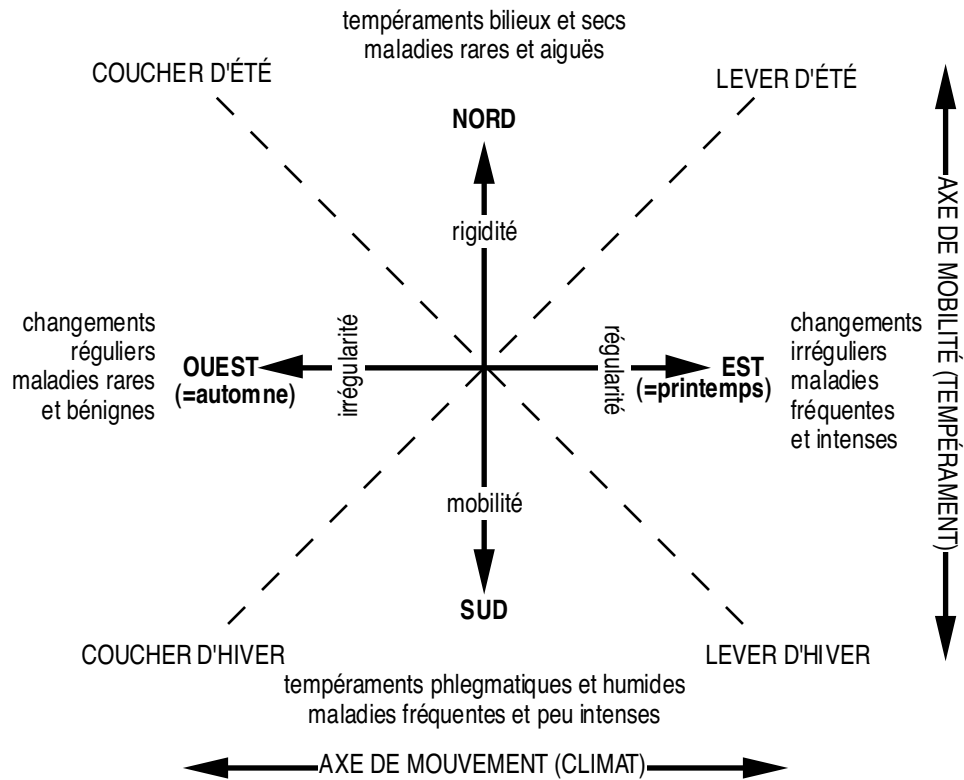 tempéraments bilieux et secs
maladies rares et aiguës
COUCHER D'ÉTÉ
LEVER D'ÉTÉ
NORD
rigidité
changements
réguliers
maladies rares
et bénignes
OUEST
(=automne)
irrégularité
régularité
EST
(=printemps)
changements
irréguliers
maladies
fréquentes
et intenses
AXE DE MOBILITÉ (TEMPÉRAMENT)
mobilité
SUD
COUCHER D'HIVER
LEVER D'HIVER
tempéraments phlegmatiques et humides
maladies fréquentes et peu intenses
AXE DE MOUVEMENT (CLIMAT)